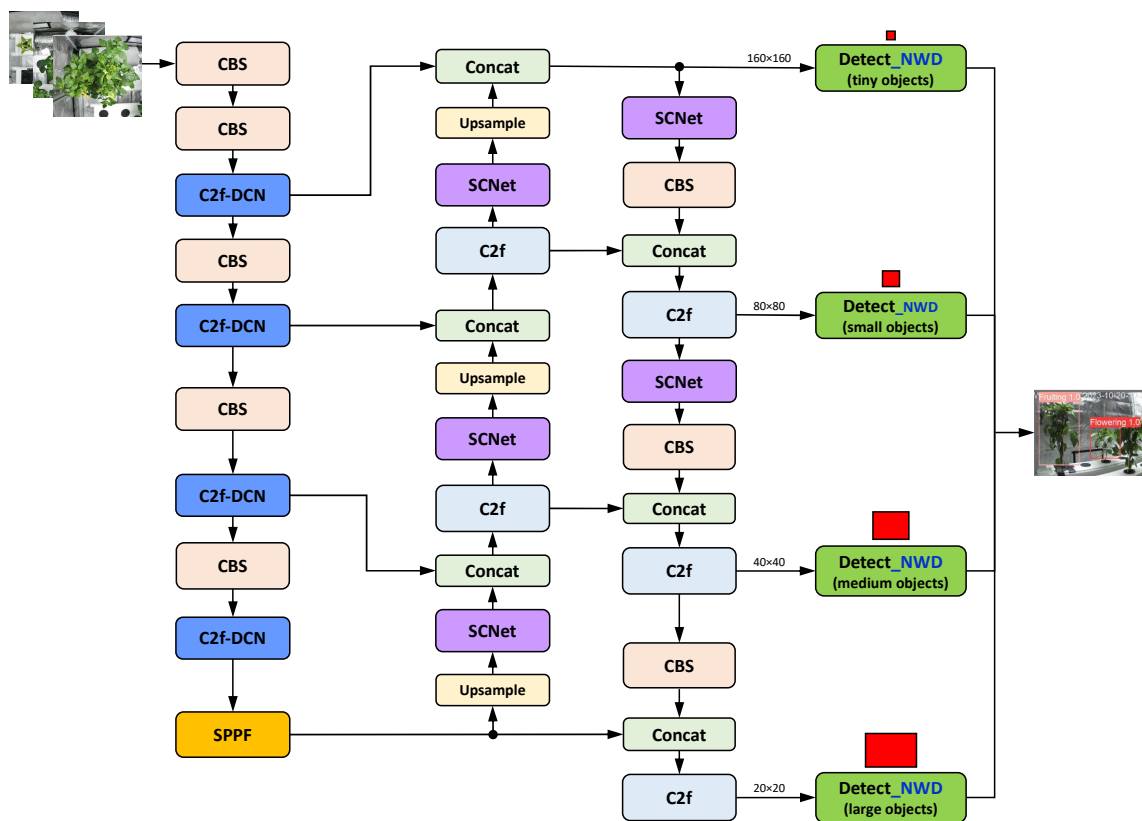 CBS
CBS
C2f-DCN
CBS
C2f-DCN
CBS
C2f-DCN
CBS
C2f-DCN
SPPF
Concat
Upsample
SCNet
C2f
Concat
Upsample
SCNet
C2f
Concat
SCNet
Upsample
SCNet
CBS
Concat
C2f
SCNet
CBS
Concat
C2f
CBS
Concat
C2f
160×160
80×80
40×40
20×20
Detect_NWD
(tiny objects)
Detect_NWD
(small objects)
Detect_NWD
(medium objects)
Detect_NWD
(large objects)
Fruiting 1.0
Flowering 1.0